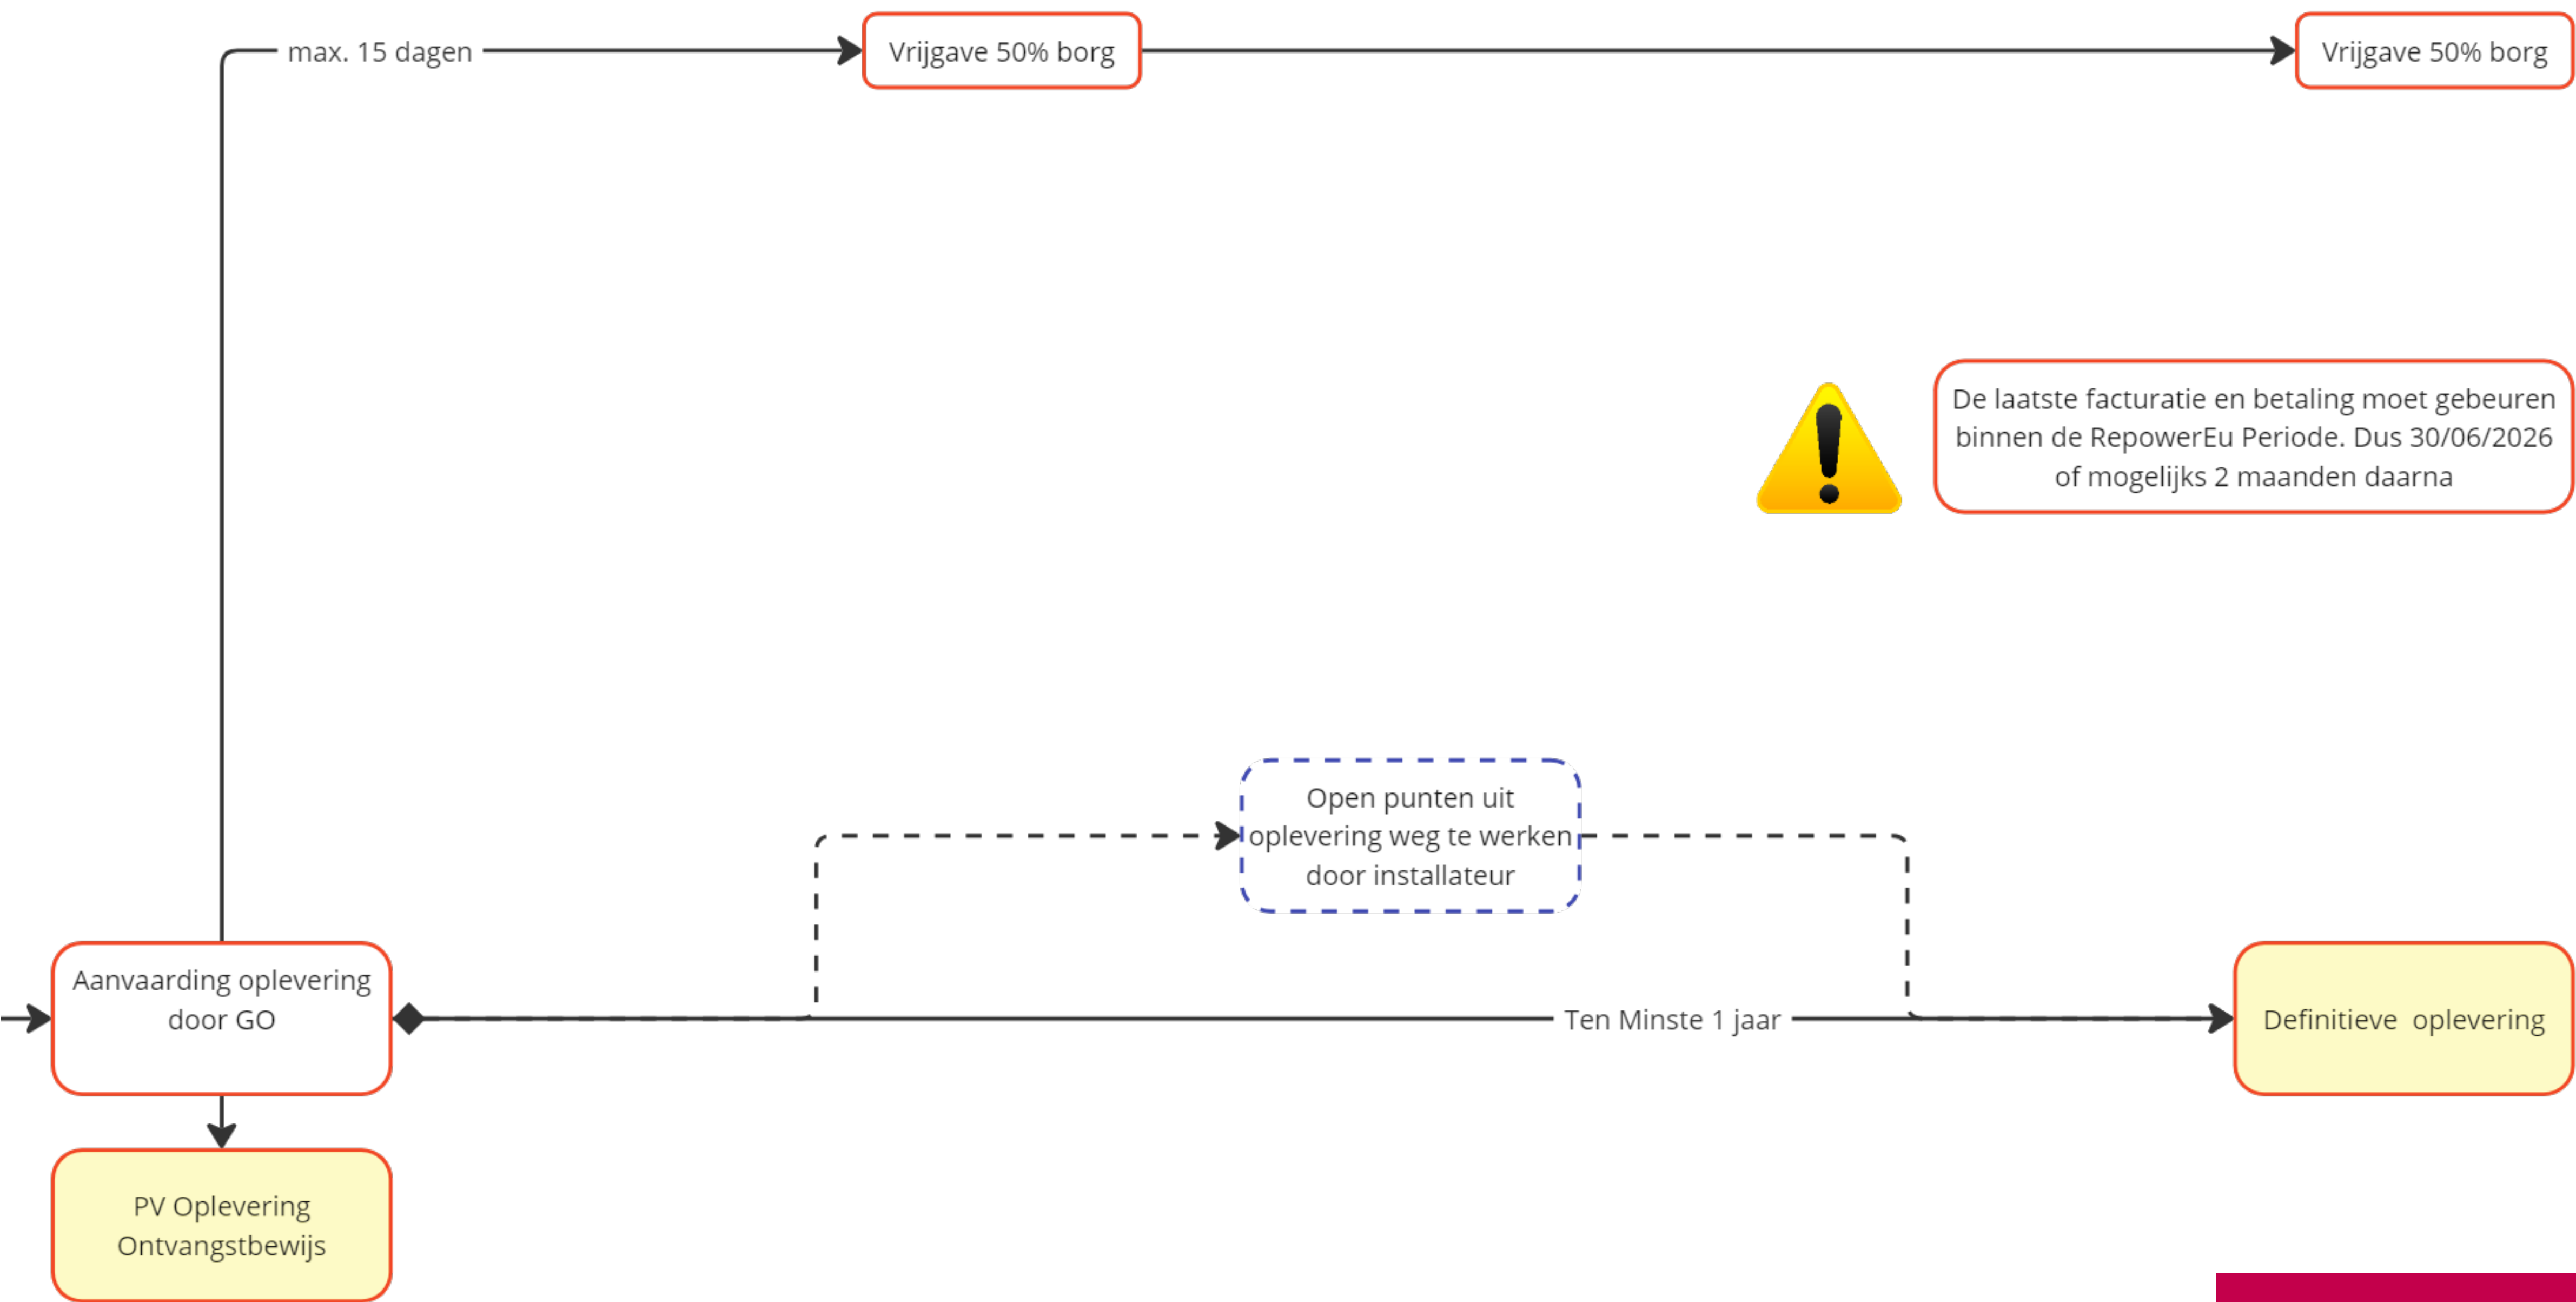 max. 15 dagen
Vrijgave 50% borg
Vrijgave 50% borg
De laatste facturatie en betaling moet gebeuren
binnen de RepowerEu Periode. Dus 30/06/2026
of mogelijks 2 maanden daarna
Open punten uit
oplevering weg te werken
door installateur
Aanvaarding oplevering
door GO
Ten Minste 1 jaar
Definitieve oplevering
PV Oplevering
Ontvangstbewijs